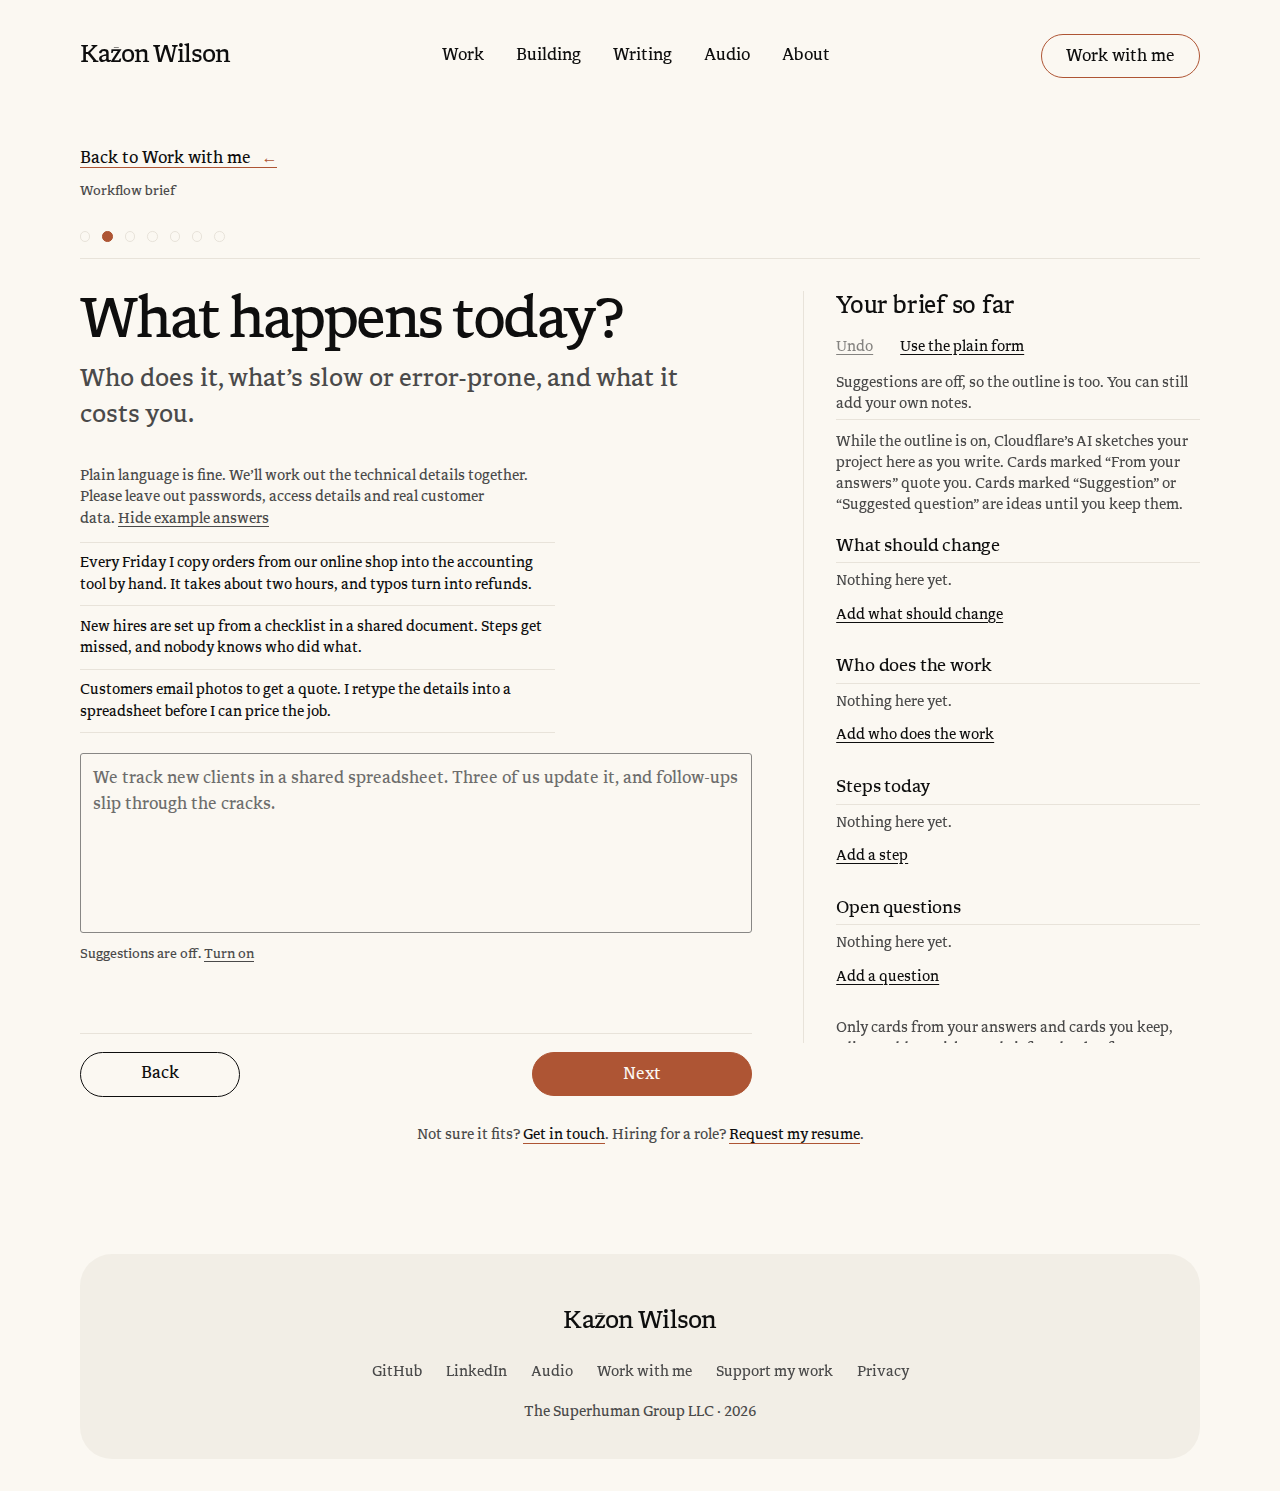 Kazon Wilson
Work
Building
Writing
Audio
About
Work with me
Back to Work with me ←
Workflow brief
What happens today?
Who does it, what’s slow or error-prone, and what it
costs you.
Plain language is fine. We’ll work out the technical details together.
Please leave out passwords, access details and real customer
data. Hide example answers
Every Friday I copy orders from our online shop into the accounting
tool by hand. It takes about two hours, and typos turn into refunds.
New hires are set up from a checklist in a shared document. Steps get
missed, and nobody knows who did what.
Customers email photos to get a quote. I retype the details into a
spreadsheet before I can price the job.
We track new clients in a shared spreadsheet. Three of us update it, and follow-ups
slip through the cracks.
Suggestions are off. Turn on
Back
Next
Your brief so far
Undo
Use the plain form
Suggestions are off, so the outline is too. You can still
add your own notes.
While the outline is on, Cloudflare’s AI sketches your
project here as you write. Cards marked “From your
answers” quote you. Cards marked “Suggestion” or
“Suggested question” are ideas until you keep them.
What should change
Nothing here yet.
Add what should change
Who does the work
Nothing here yet.
Add who does the work
Steps today
Nothing here yet.
Add a step
Open questions
Nothing here yet.
Add a question
Only cards from your answers and cards you keep,
Not sure it fits? Get in touch. Hiring for a role? Request my resume.
Kazon Wilson
GitHub
LinkedIn
Audio
Work with me
Support my work
Privacy
The Superhuman Group LLC · 2026